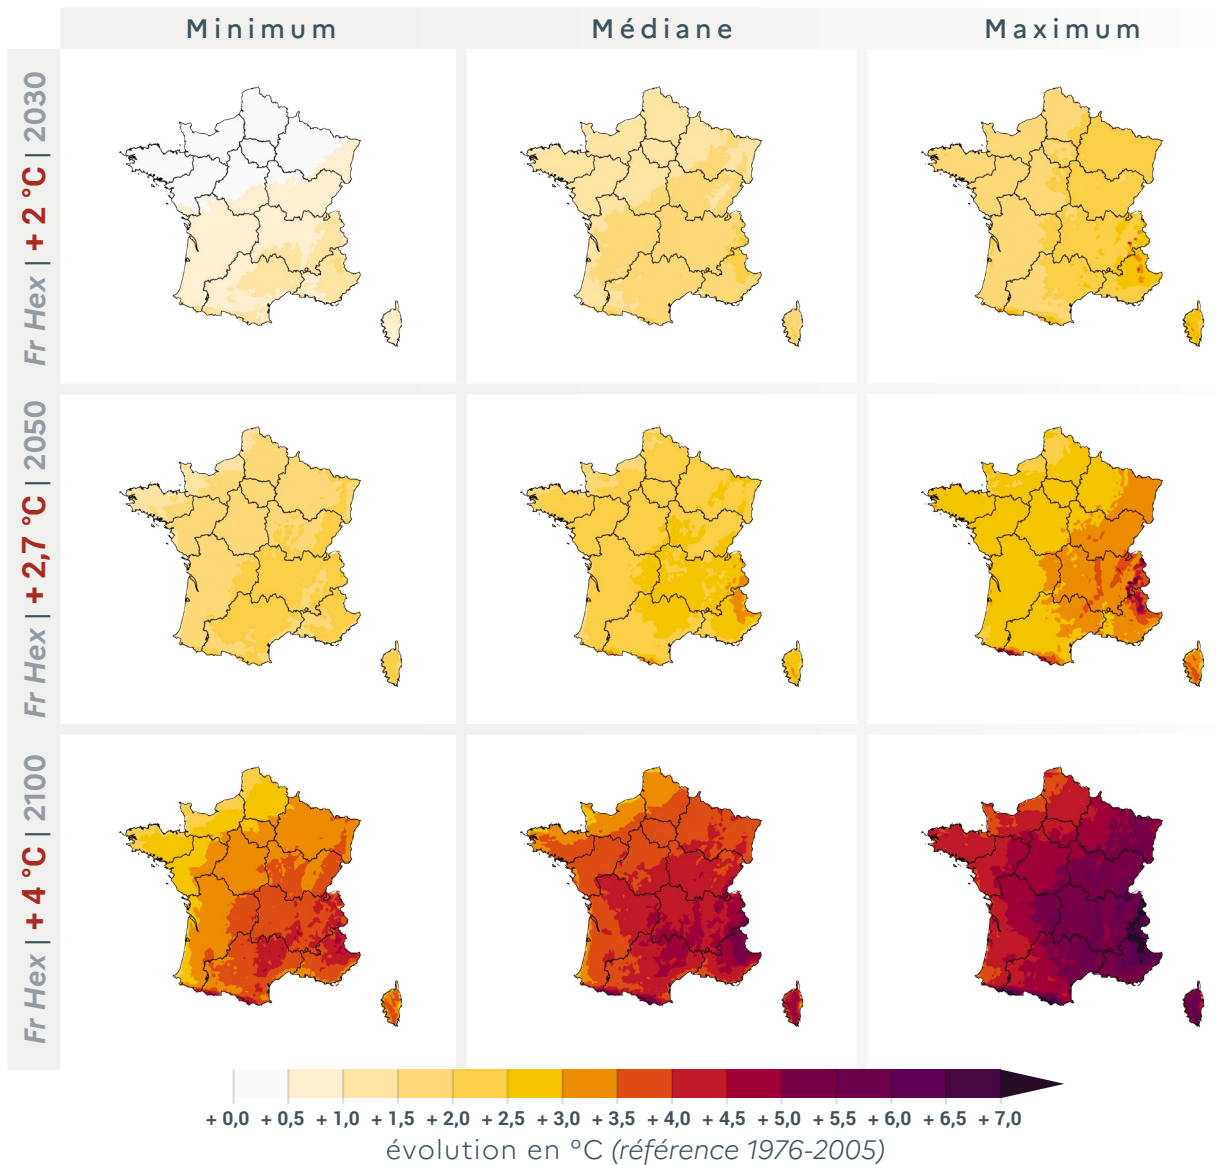 Minimum
Médiane
Maximum
Fr Hex | + 2 °C | 2030
Fr Hex | + 2,7 °C | 2050
Fr Hex | + 4 °C | 2100
+ 0,0 + 0,5 + 1,0 + 1,5 + 2,0 + 2,5 + 3,0 + 3,5 + 4,0 + 4,5 + 5,0 + 5,5 + 6,0 + 6,5 + 7,0
évolution en °C (référence 1976-2005)